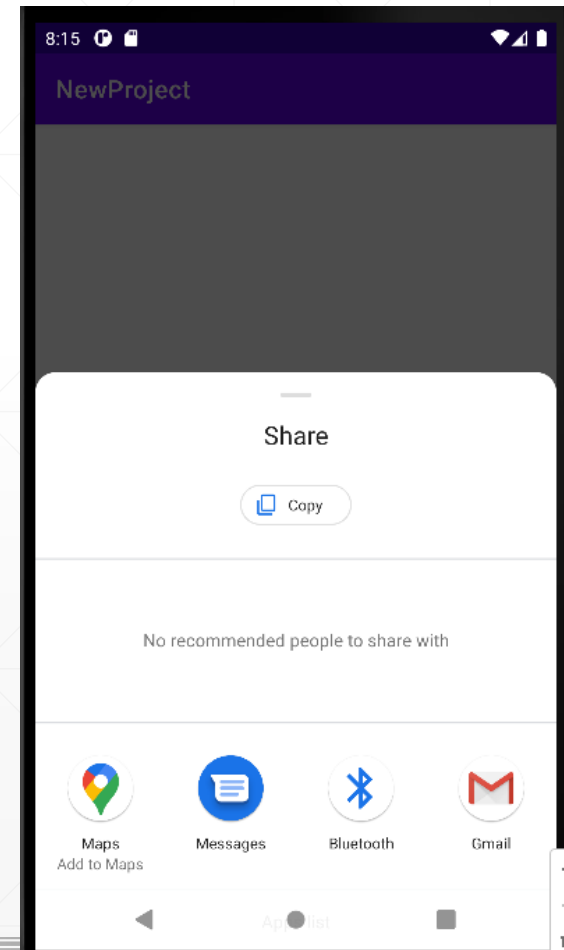 8:15
NewProject
Share
Copy
No recommended people to share with
Maps
Add to Maps
Messages
Bluetooth
Gmail